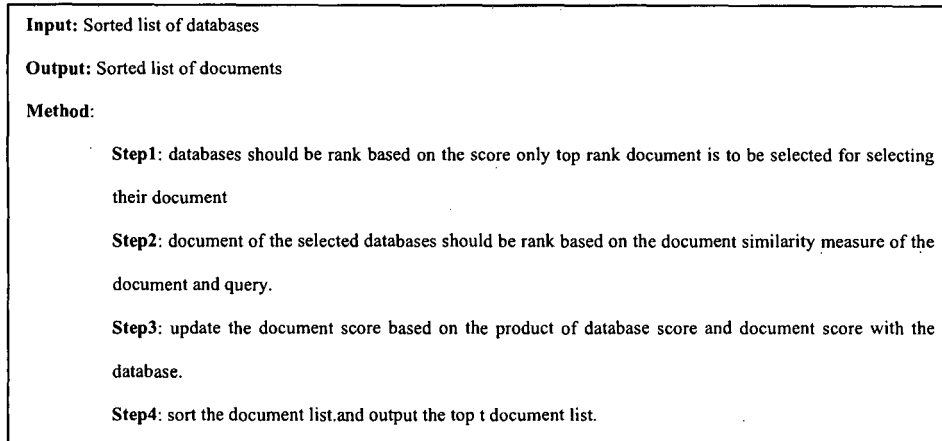 Input: Sorted list of databases
Output: Sorted list of documents
Method:
Step1: databases should be rank based on the score only top rank document is to be selected for selecting
their document
Step2: document of the selected databases should be rank based on the document similarity measure of the
document and query.
Step3: update the document score based on the product of database score and document score with the
database.
Step4: sort the document list.and output the top t document list.